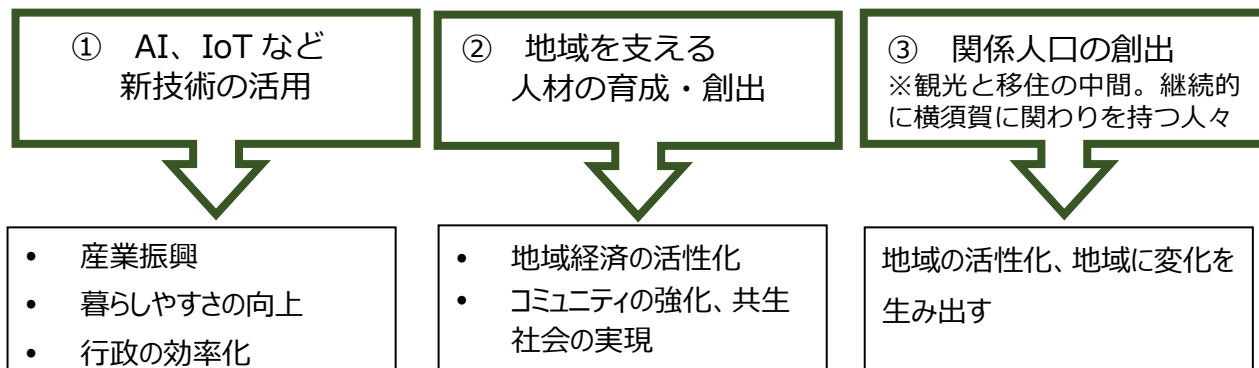 ① AI、IoT など
新技術の活用
② 地域を支える
人材の育成・創出
③ 関係人口の創出
※観光と移住の中間。継続的
に横須賀に関わりを持つ人々
• 産業振興
• 暮らしやすさの向上
• 行政の効率化
• 地域経済の活性化
• コミュニティの強化、共生
社会の実現
地域の活性化、地域に変化を
生み出す